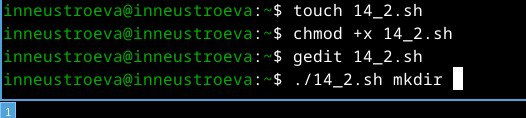 inneustroeva@inneustroeva:~$ touch 14_2.sh
inneustroeva@inneustroeva:~$ chmod +x 14_2.sh
inneustroeva@inneustroeva:~$ gedit 14_2.sh
inneustroeva@inneustroeva:~$ ./14_2.sh mkdir
1